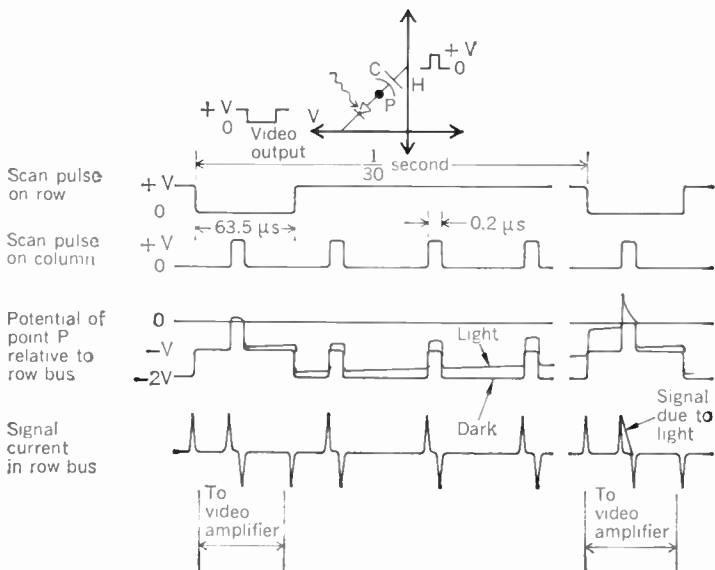 + V
0
C
H
P
V
+ V
0
Video
output
1
30
second
Scan pulse
on row
+ V
0
63.5 µs
0.2 µs
Scan pulse
on column
+ V
0
Potential of
point P
relative to
row bus
0
-V
-2V
Light
Dark
Signal
current
in row bus
Signal
due to
light
To
video
amplifier
To
video
amplifier